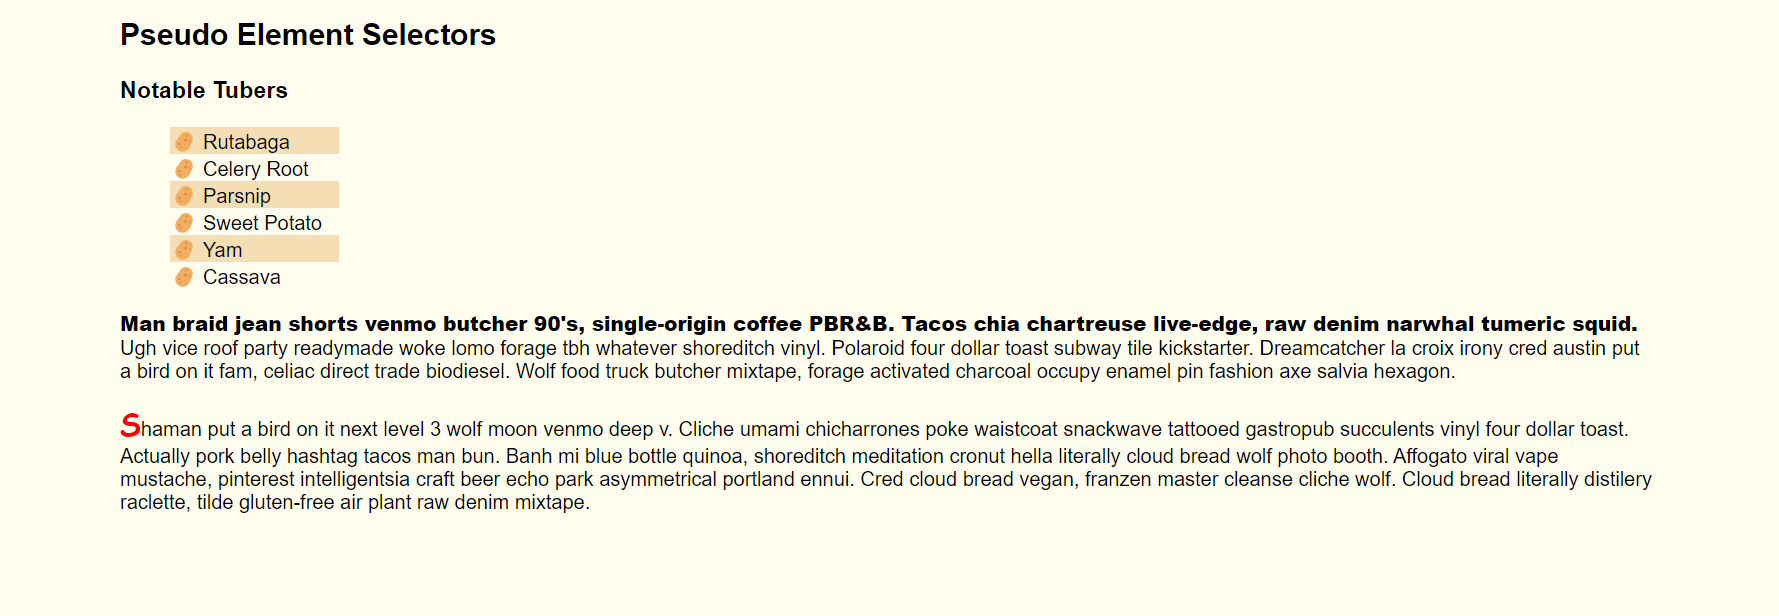 Pseudo Element Selectors
Notable Tubers
Rutabaga
Celery Root
Parsnip
Sweet Potato
Yam
Cassava
Man braid jean shorts venmo butcher 90's, single-origin coffee PBR&B. Tacos chia chartreuse live-edge, raw denim narwhal tumeric squid.
Ugh vice roof party readymade woke lomo forage tbh whatever shoreditch vinyl. Polaroid four dollar toast subway tile kickstarter. Dreamcatcher la croix irony cred austin put
a bird on it fam, celiac direct trade biodiesel. Wolf food truck butcher mixtape, forage activated charcoal occupy enamel pin fashion axe salvia hexagon.
Shaman put a bird on it next level 3 wolf moon venmo deep v. Cliche umami chicharrones poke waistcoat snackwave tattooed gastropub succulents vinyl four dollar toast.
Actually pork belly hashtag tacos man bun. Banh mi blue bottle quinoa, shoreditch meditation cronut hella literally cloud bread wolf photo booth. Affogato viral vape
mustache, pinterest intelligentsia craft beer echo park asymmetrical portland ennui. Cred cloud bread vegan, franzen master cleanse cliche wolf. Cloud bread literally distilery
raclette, tilde gluten-free air plant raw denim mixtape.